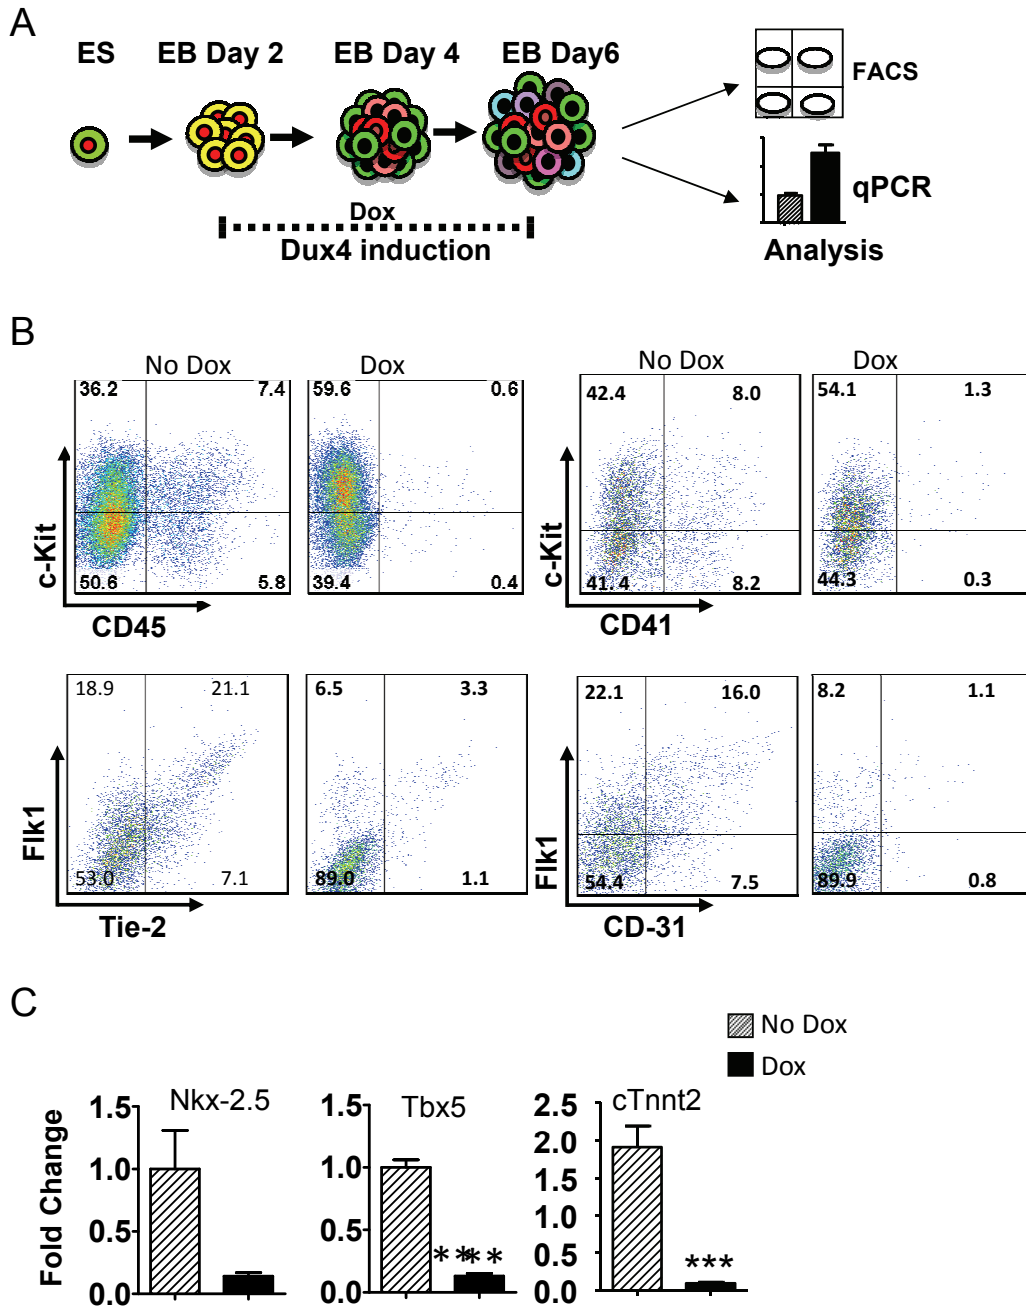 A
ES EB Day 2 EB Day 4 EB Day6
FACS
qPCR
Dox
Dux4 induction
Analysis
B
No Dox Dox No Dox Dox
36.2 7.4 59.6 0.6 42.4 8.0 54.1 1.3
c-Kit c-Kit
50.6 5.8 39.4 0.4 41.4 8.2 44.3 0.3
CD45 CD41
18.9 21.1 6.5 3.3 22.1 16.0 8.2 1.1
Flk1 Flk1
53.0 7.1 89.0 1.1 54.4 7.5 89.9 0.8
Tie-2 CD-31
C
No Dox
Dox
Nkx-2.5 Tbx5 cTnnt2
Fold Change
1.5
1.0
0.5
0.0
1.5
1.0
0.5
0.0
****
2.5
2.0
1.5
1.0
0.5
0.0
***